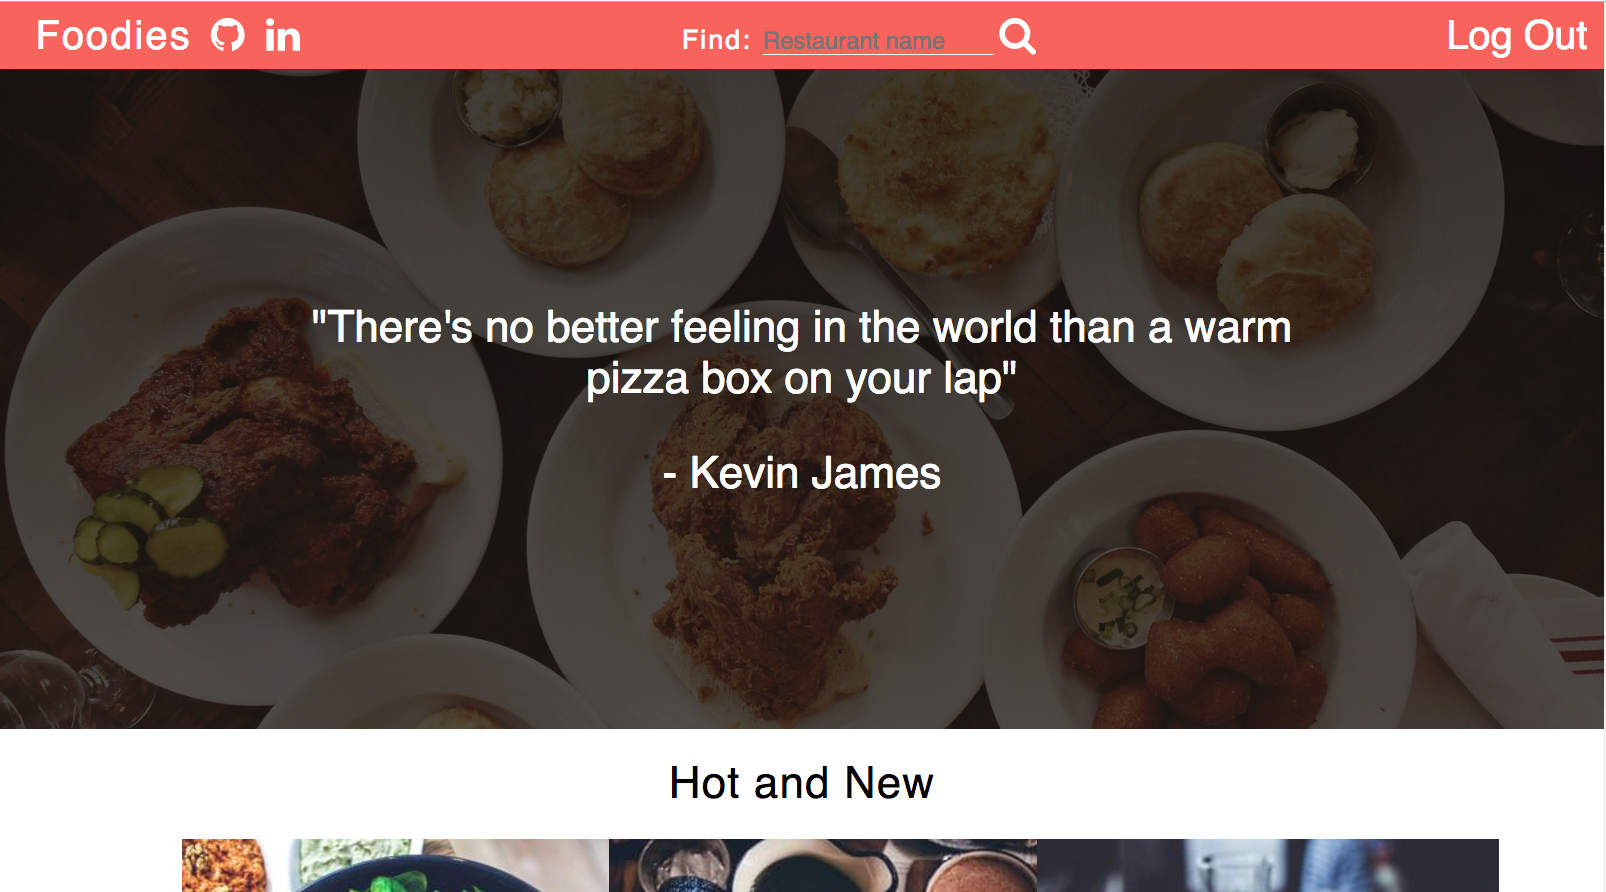 Foodies in Find: Restaurant name Log Out
"There's no better feeling in the world than a warm
pizza box on your lap"
- Kevin James
Hot and New